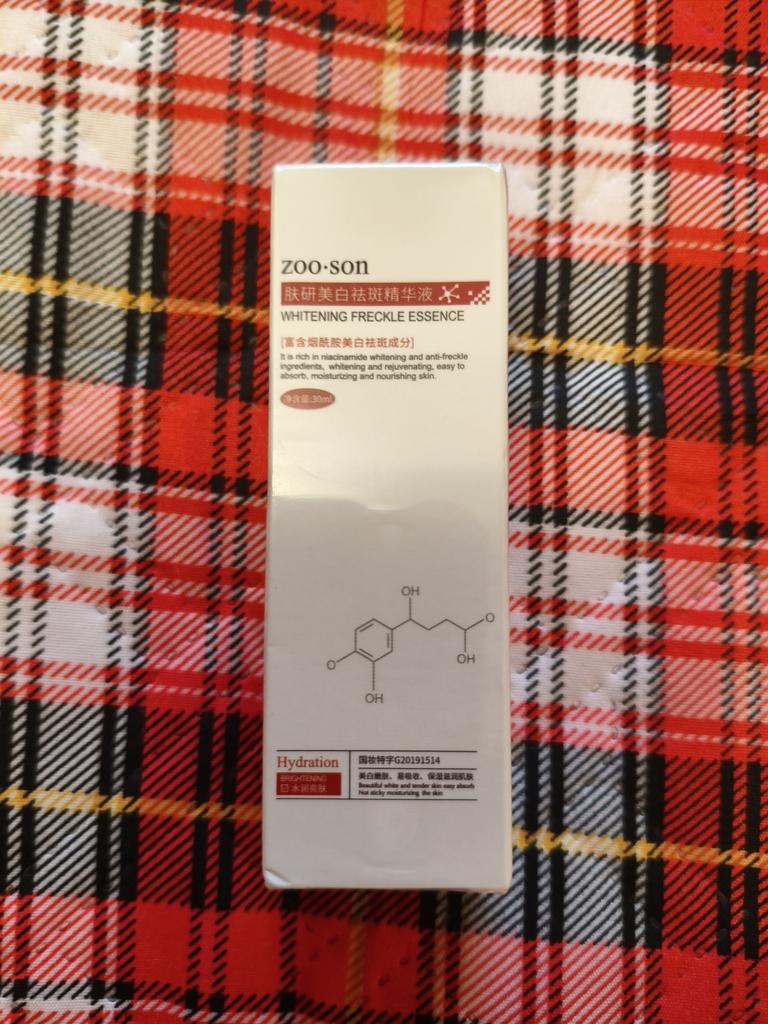 zoo·son
肤研美白祛斑精华液
WHITENING FRECKLE ESSENCE
[富含烟酰胺美白祛斑成分]
It is rich in niacinamide whitening and anti-freckle
ingredients, whitening and rejuvenating, easy to
absorb, moisturizing and nourishing skin.
净含量:30ml
OH
O
OH
O
OH
Hydration
BRIGHTENING
水润亮肤
国妆特字G20191514
美白嫩肤、易吸收、保湿滋润肌肤
Beautiful white and tender skin easy absorb
Not sticky moisturizing the skin